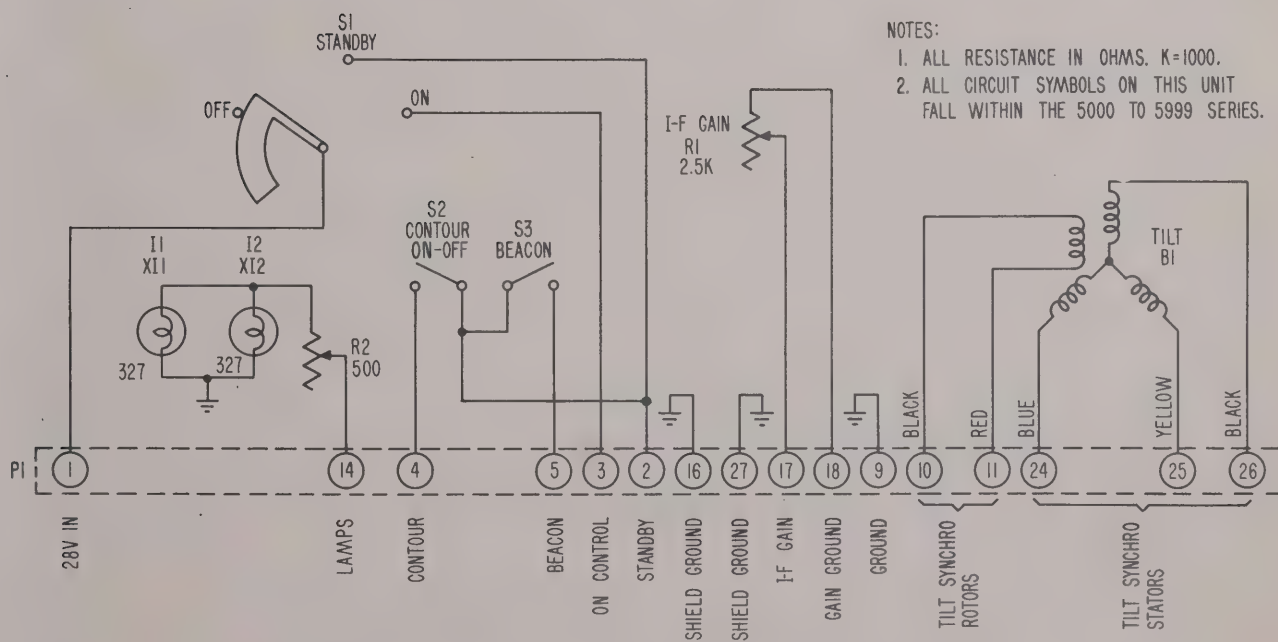 S1
STANDBY
OFF
ON
NOTES:
1. ALL RESISTANCE IN OHMS. K=1000.
2. ALL CIRCUIT SYMBOLS ON THIS UNIT
FALL WITHIN THE 5000 TO 5999 SERIES.
I-F GAIN
R1
2.5K
I1
XI1
I2
XI2
S2
CONTOUR
ON-OFF
S3
BEACON
TILT
B1
327
327
R2
500
BLACK
RED
BLUE
YELLOW
BLACK
P1
1
14
4
5
3
2
16
27
17
18
9
10
11
24
25
26
28V IN
LAMPS
CONTOUR
BEACON
ON CONTROL
STANDBY
SHIELD GROUND
SHIELD GROUND
I-F GAIN
GAIN GROUND
GROUND
TILT SYNCHRO
ROTORS
TILT SYNCHRO
STATORS